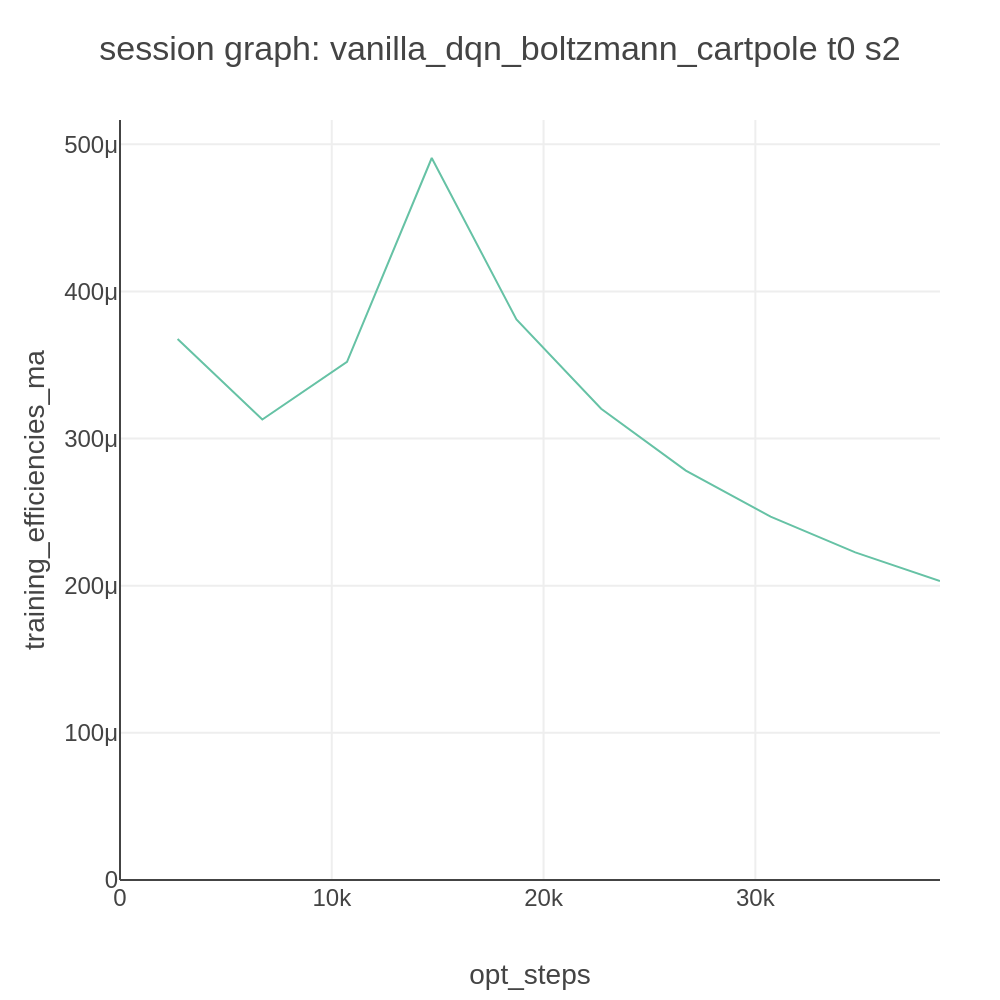 session graph: vanilla_dqn_boltzmann_cartpole t0 s2
500μ
400μ
300μ
200μ
100μ
0
training_efficiencies_ma
0
10k
20k
30k
opt_steps